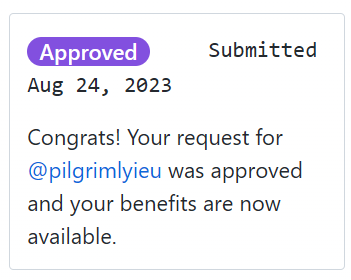 Approved Submitted
Aug 24, 2023
Congrats! Your request for
@pilgrimlyieu was approved
and your benefits are now
available.